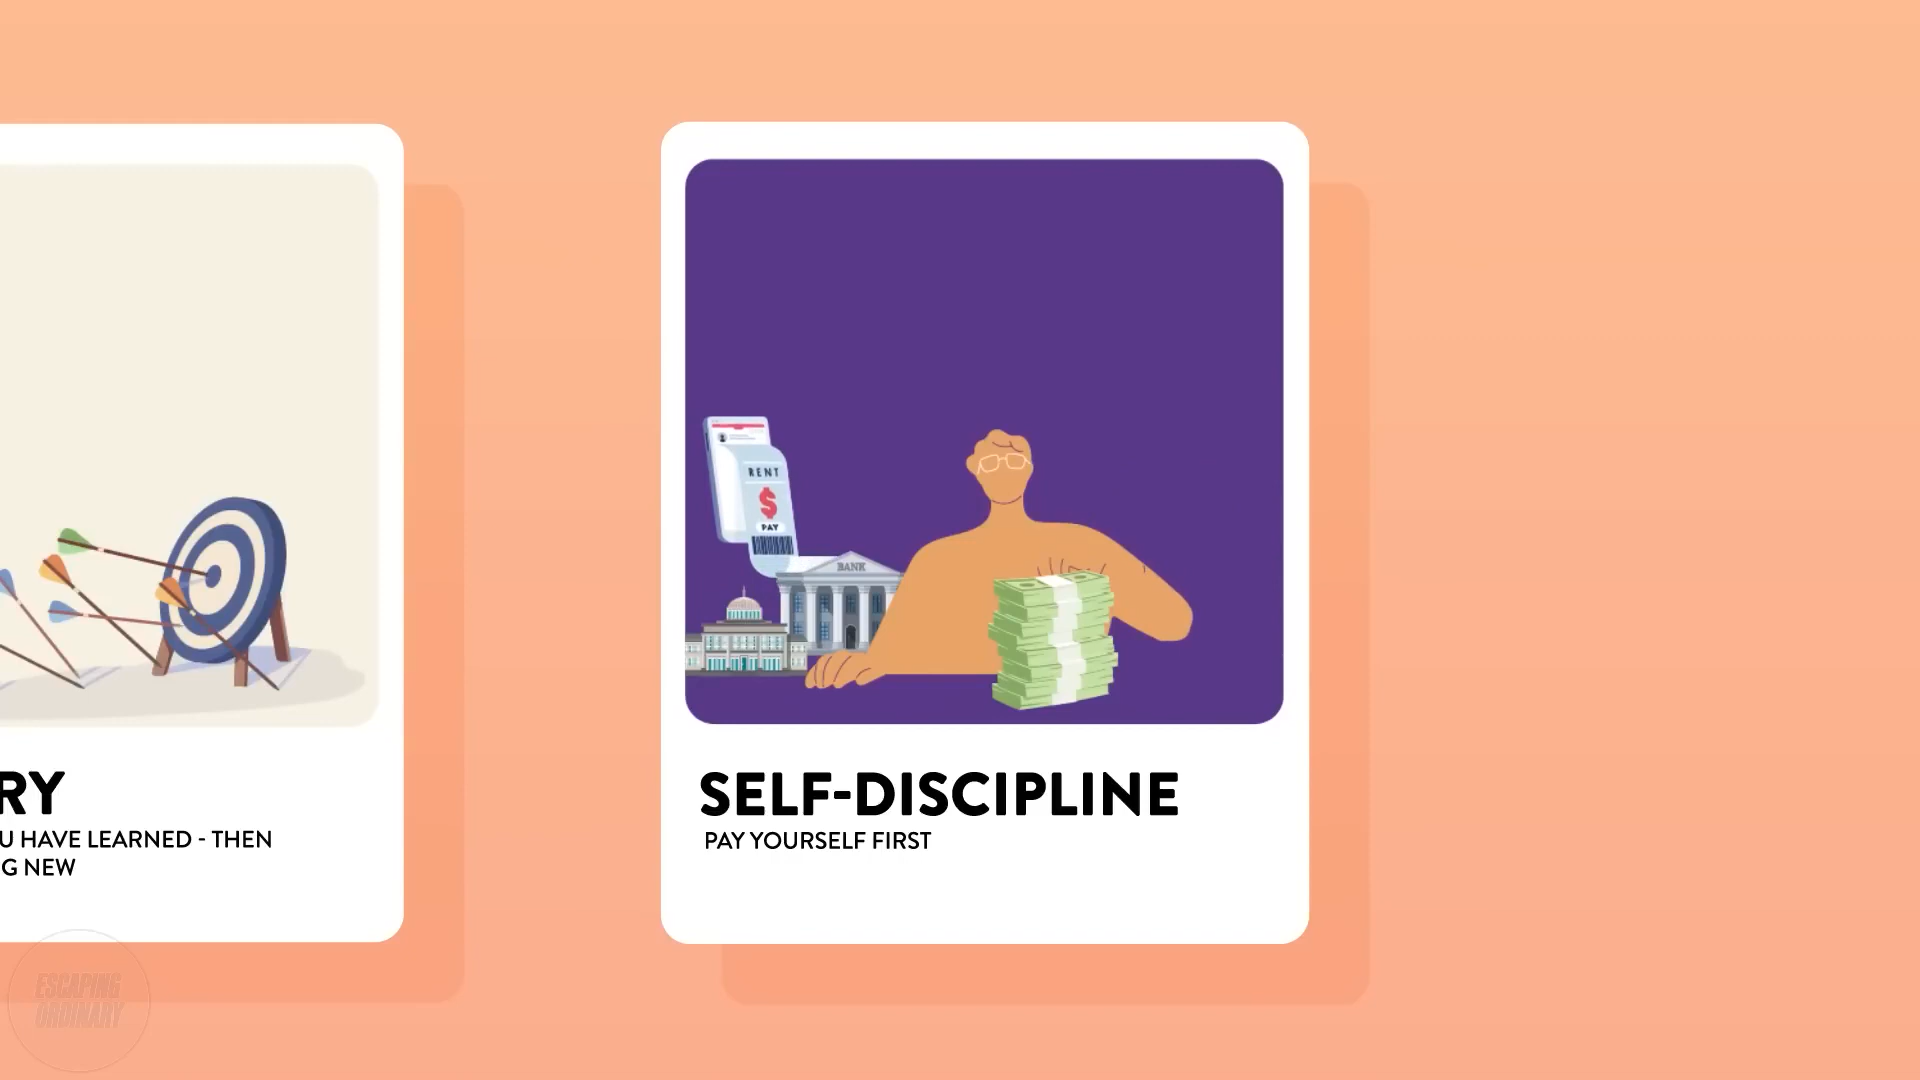 RY
U HAVE LEARNED - THEN
G NEW
RENT
$
PAY
BANK
SELF-DISCIPLINE
PAY YOURSELF FIRST
ESCAPING
ORDINARY